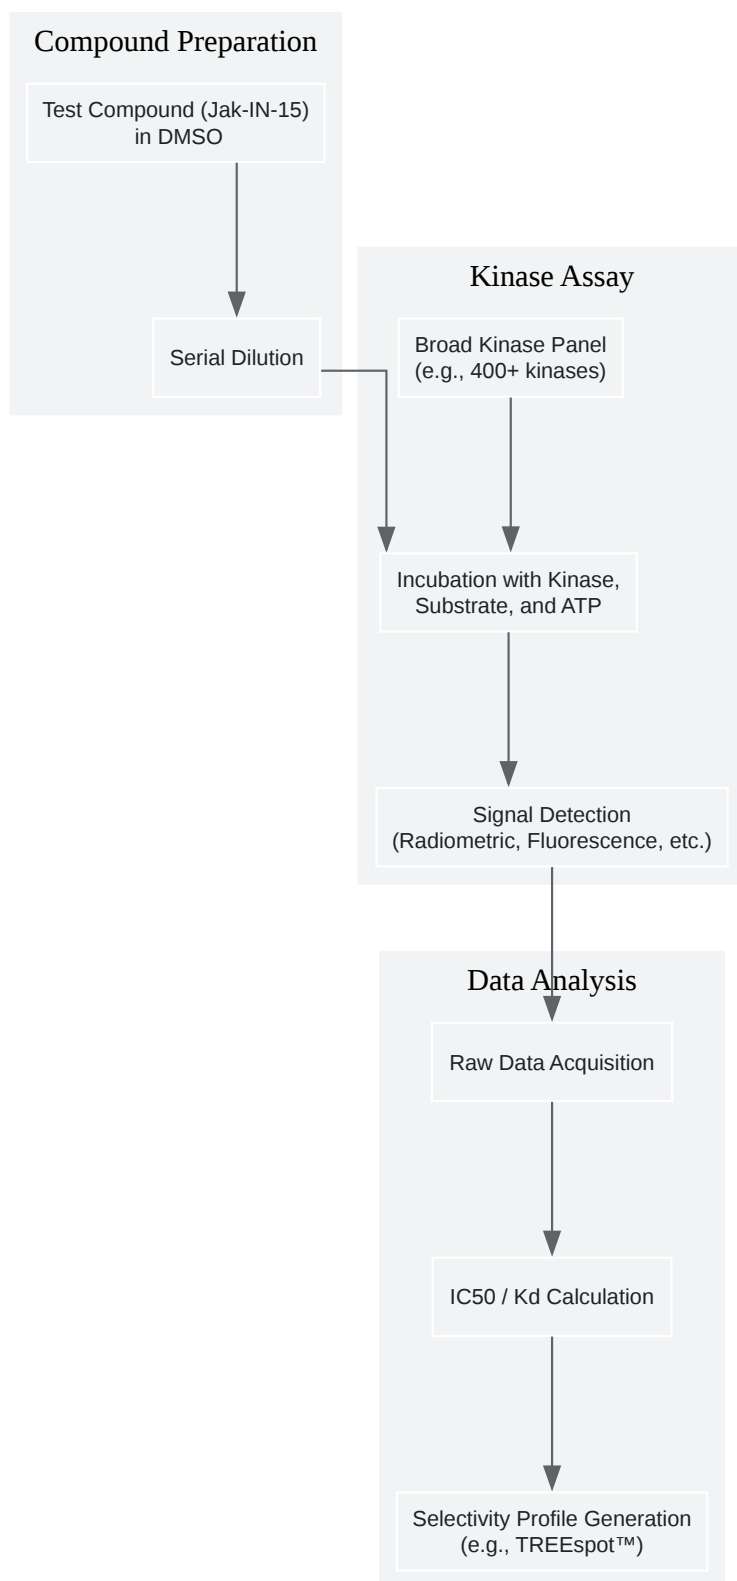 Compound Preparation
Test Compound (Jak-IN-15)
in DMSO
Serial Dilution
Kinase Assay
Broad Kinase Panel
(e.g., 400+ kinases)
Incubation with Kinase,
Substrate, and ATP
Signal Detection
(Radiometric, Fluorescence, etc.)
Data Analysis
Raw Data Acquisition
IC50 / Kd Calculation
Selectivity Profile Generation
(e.g., TREEspot™)